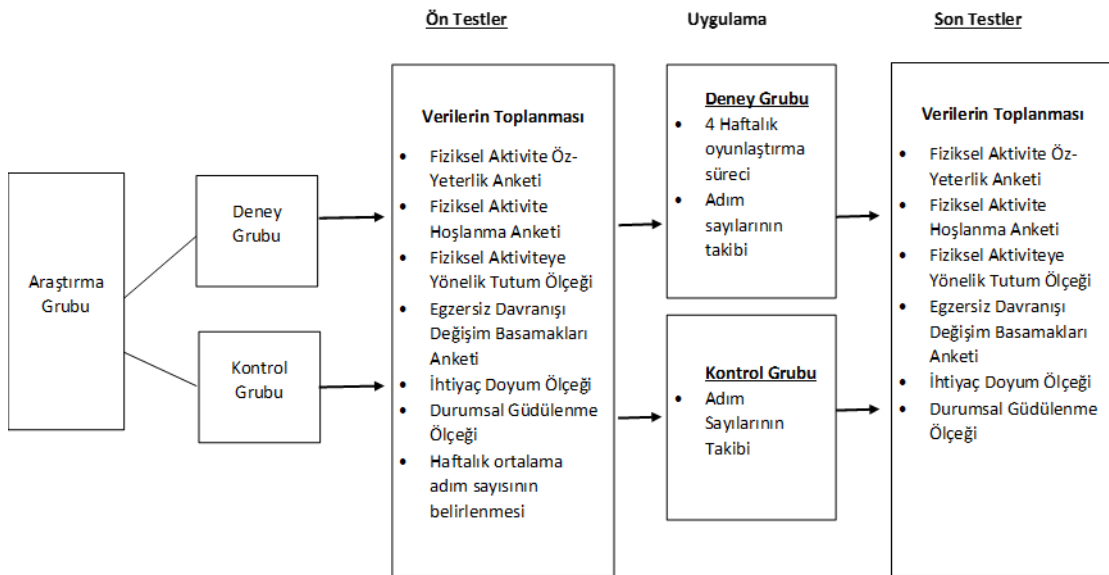 Ön Testler
Uygulama
Son Testler
Araştırma
Grubu
Deney
Grubu
Kontrol
Grubu
Verilerin Toplanması
• Fiziksel Aktivite Öz-
Yeterlik Anketi
• Fiziksel Aktivite
Hoşlanma Anketi
• Fiziksel Aktiviteye
Yönelik Tutum Ölçeği
• Egzersiz Davranışı
Değişim Basamakları
Anketi
• İhtiyaç Doyum Ölçeği
• Durumsal Güdülenme
Ölçeği
• Haftalık ortalama
adım sayısının
belirlenmesi
Deney Grubu
• 4 Haftalık
oyunlaştırma
süreci
• Adım
sayılarının
takibi
Kontrol Grubu
• Adım
Sayılarının
Takibi
Verilerin Toplanması
• Fiziksel Aktivite Öz-
Yeterlik Anketi
• Fiziksel Aktivite
Hoşlanma Anketi
• Fiziksel Aktiviteye
Yönelik Tutum Ölçeği
• Egzersiz Davranışı
Değişim Basamakları
Anketi
• İhtiyaç Doyum Ölçeği
• Durumsal Güdülenme
Ölçeği